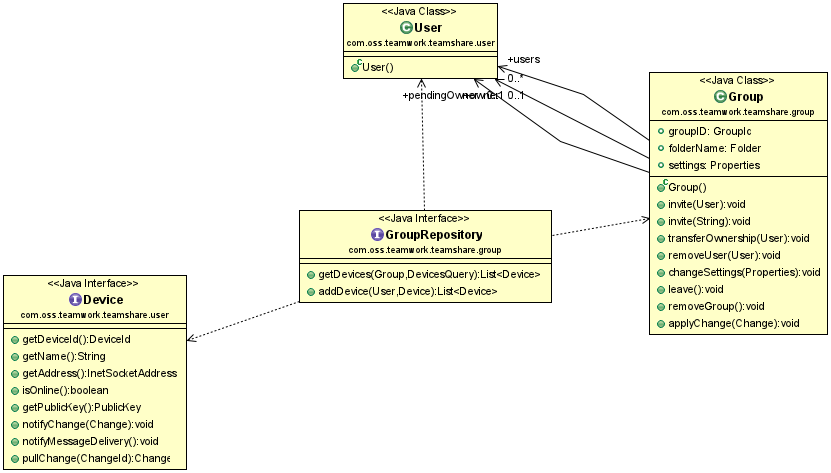 <<Java Class>>
User
com.oss.teamwork.teamshare.user
User()
+users
0..*
+pendingOwner
0..1
0..1
<<Java Class>>
Group
com.oss.teamwork.teamshare.group
groupID: GroupId
folderName: Folder
settings: Properties
Group()
invite(User):void
invite(String):void
transferOwnership(User):void
removeUser(User):void
changeSettings(Properties):void
leave():void
removeGroup():void
applyChange(Change):void
<<Java Interface>>
GroupRepository
com.oss.teamwork.teamshare.group
getDevices(Group,DevicesQuery):List<Device>
addDevice(User,Device):List<Device>
<<Java Interface>>
Device
com.oss.teamwork.teamshare.user
getDeviceId():DeviceId
getName():String
getAddress():InetSocketAddress
isOnline():boolean
getPublicKey():PublicKey
notifyChange(Change):void
notifyMessageDelivery():void
pullChange(ChangeId):Change